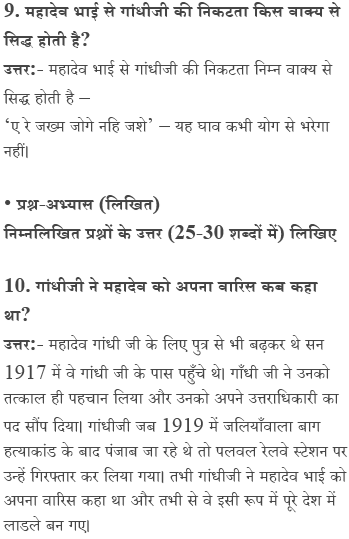 9. महादेव भाई से गांधीजी की निकटता किस वाक्य से
सिद्ध होती है?
उत्तर:- महादेव भाई से गांधीजी की निकटता निम्न वाक्य से
सिद्ध होती है –
‘ए रे जख्म जोगे नहि जशे’ – यह घाव कभी योग से भरेगा
नहीं।
• प्रश्न-अभ्यास (लिखित)
निम्नलिखित प्रश्नों के उत्तर (25-30 शब्दों में) लिखिए
10. गांधीजी ने महादेव को अपना वारिस कब कहा
था?
उत्तर:- महादेव गांधी जी के लिए पुत्र से भी बढ़कर थे सन
1917 में वे गांधी जी के पास पहुँचे थे। गाँधी जी ने उनको
तत्काल ही पहचान लिया और उनको अपने उत्तराधिकारी का
पद सौंप दिया। गांधीजी जब 1919 में जलियाँवाला बाग
हत्याकांड के बाद पंजाब जा रहे थे तो पलवल रेलवे स्टेशन पर
उन्हें गिरफ्तार कर लिया गया। तभी गांधीजी ने महादेव भाई को
अपना वारिस कहा था और तभी से वे इसी रूप में पूरे देश में
लाडले बन गए।